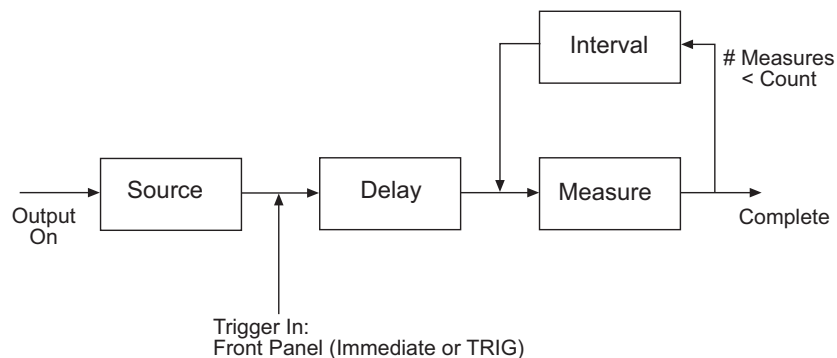 Interval
# Measures
< Count
Source
Delay
Measure
Output
On
Complete
Trigger In:
Front Panel (Immediate or TRIG)